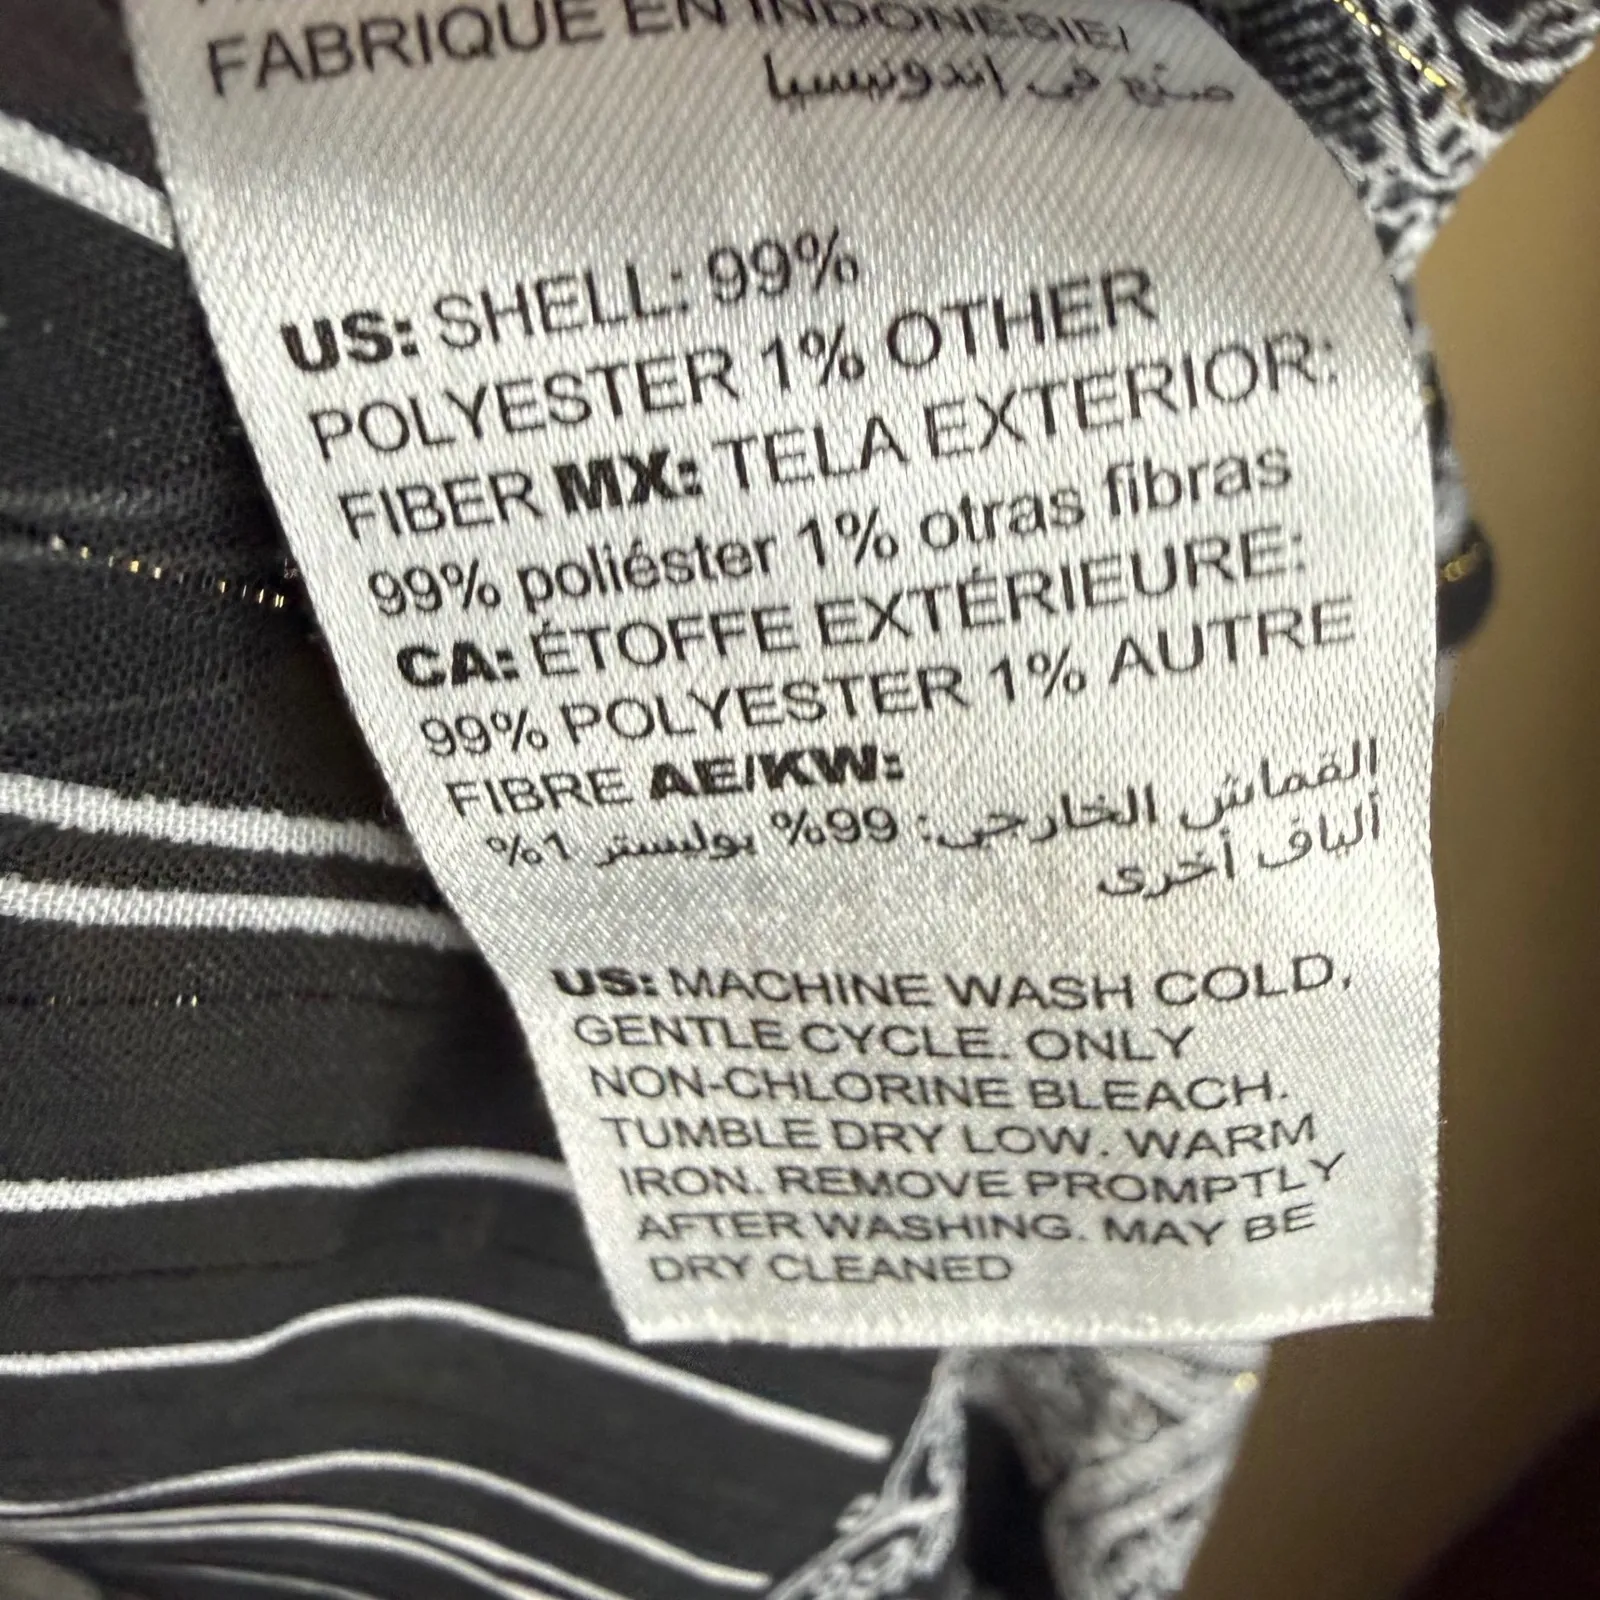 FABRIQUÉ EN INDONÉSIE/
صنع في اندونيسيا
US: SHELL: 99%
POLYESTER 1% OTHER
FIBER MX: TELA EXTERIOR:
99% poliéster 1% otras fibras
CA: ÉTOFFE EXTÉRIEURE:
99% POLYESTER 1% AUTRE
FIBRE AE/KW:
القماش الخارجي: 99% بوليستر 1%
ألياف أخرى
US: MACHINE WASH COLD,
GENTLE CYCLE. ONLY
NON-CHLORINE BLEACH.
TUMBLE DRY LOW. WARM
IRON. REMOVE PROMPTLY
AFTER WASHING. MAY BE
DRY CLEANED